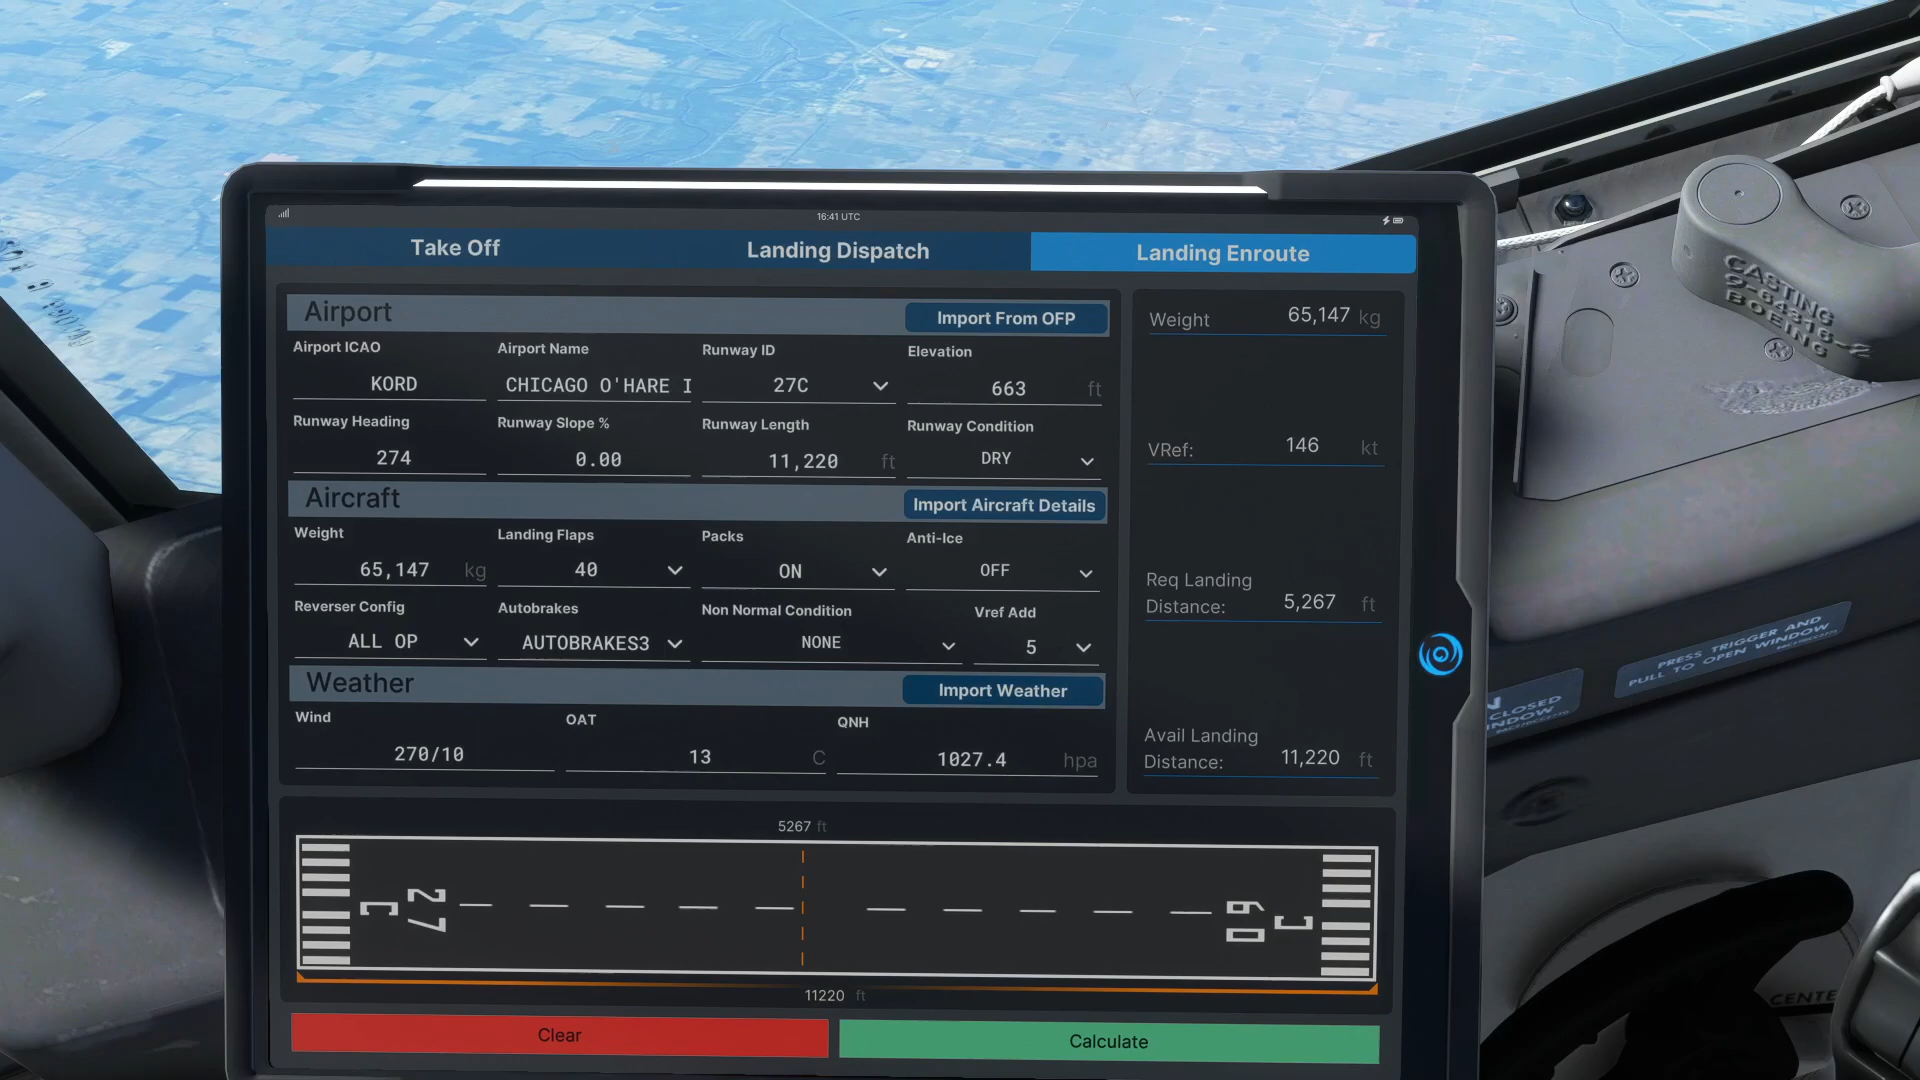 16:41 UTC
Take Off Landing Dispatch Landing Enroute
Airport Import From OFP
Airport ICAO Airport Name Runway ID Elevation
KORD CHICAGO O'HARE I 27C 663 ft
Runway Heading Runway Slope % Runway Length Runway Condition
274 0.00 11,220 ft DRY
Aircraft Import Aircraft Details
Weight Landing Flaps Packs Anti-Ice
65,147 kg 40 ON OFF
Reverser Config Autobrakes Non Normal Condition Vref Add
ALL OP AUTOBRAKES3 NONE 5
Weather Import Weather
Wind OAT QNH
270/10 13 C 1027.4 hpa
Weight 65,147 kg
VRef: 146 kt
Req Landing
Distance: 5,267 ft
Avail Landing
Distance: 11,220 ft
5267 ft
27
C
09
C
11220 ft
Clear Calculate
CASTING
9-64316-2
BOEING
PRESS TRIGGER AND
PULL TO OPEN WINDOW
CLOSED
CENTE